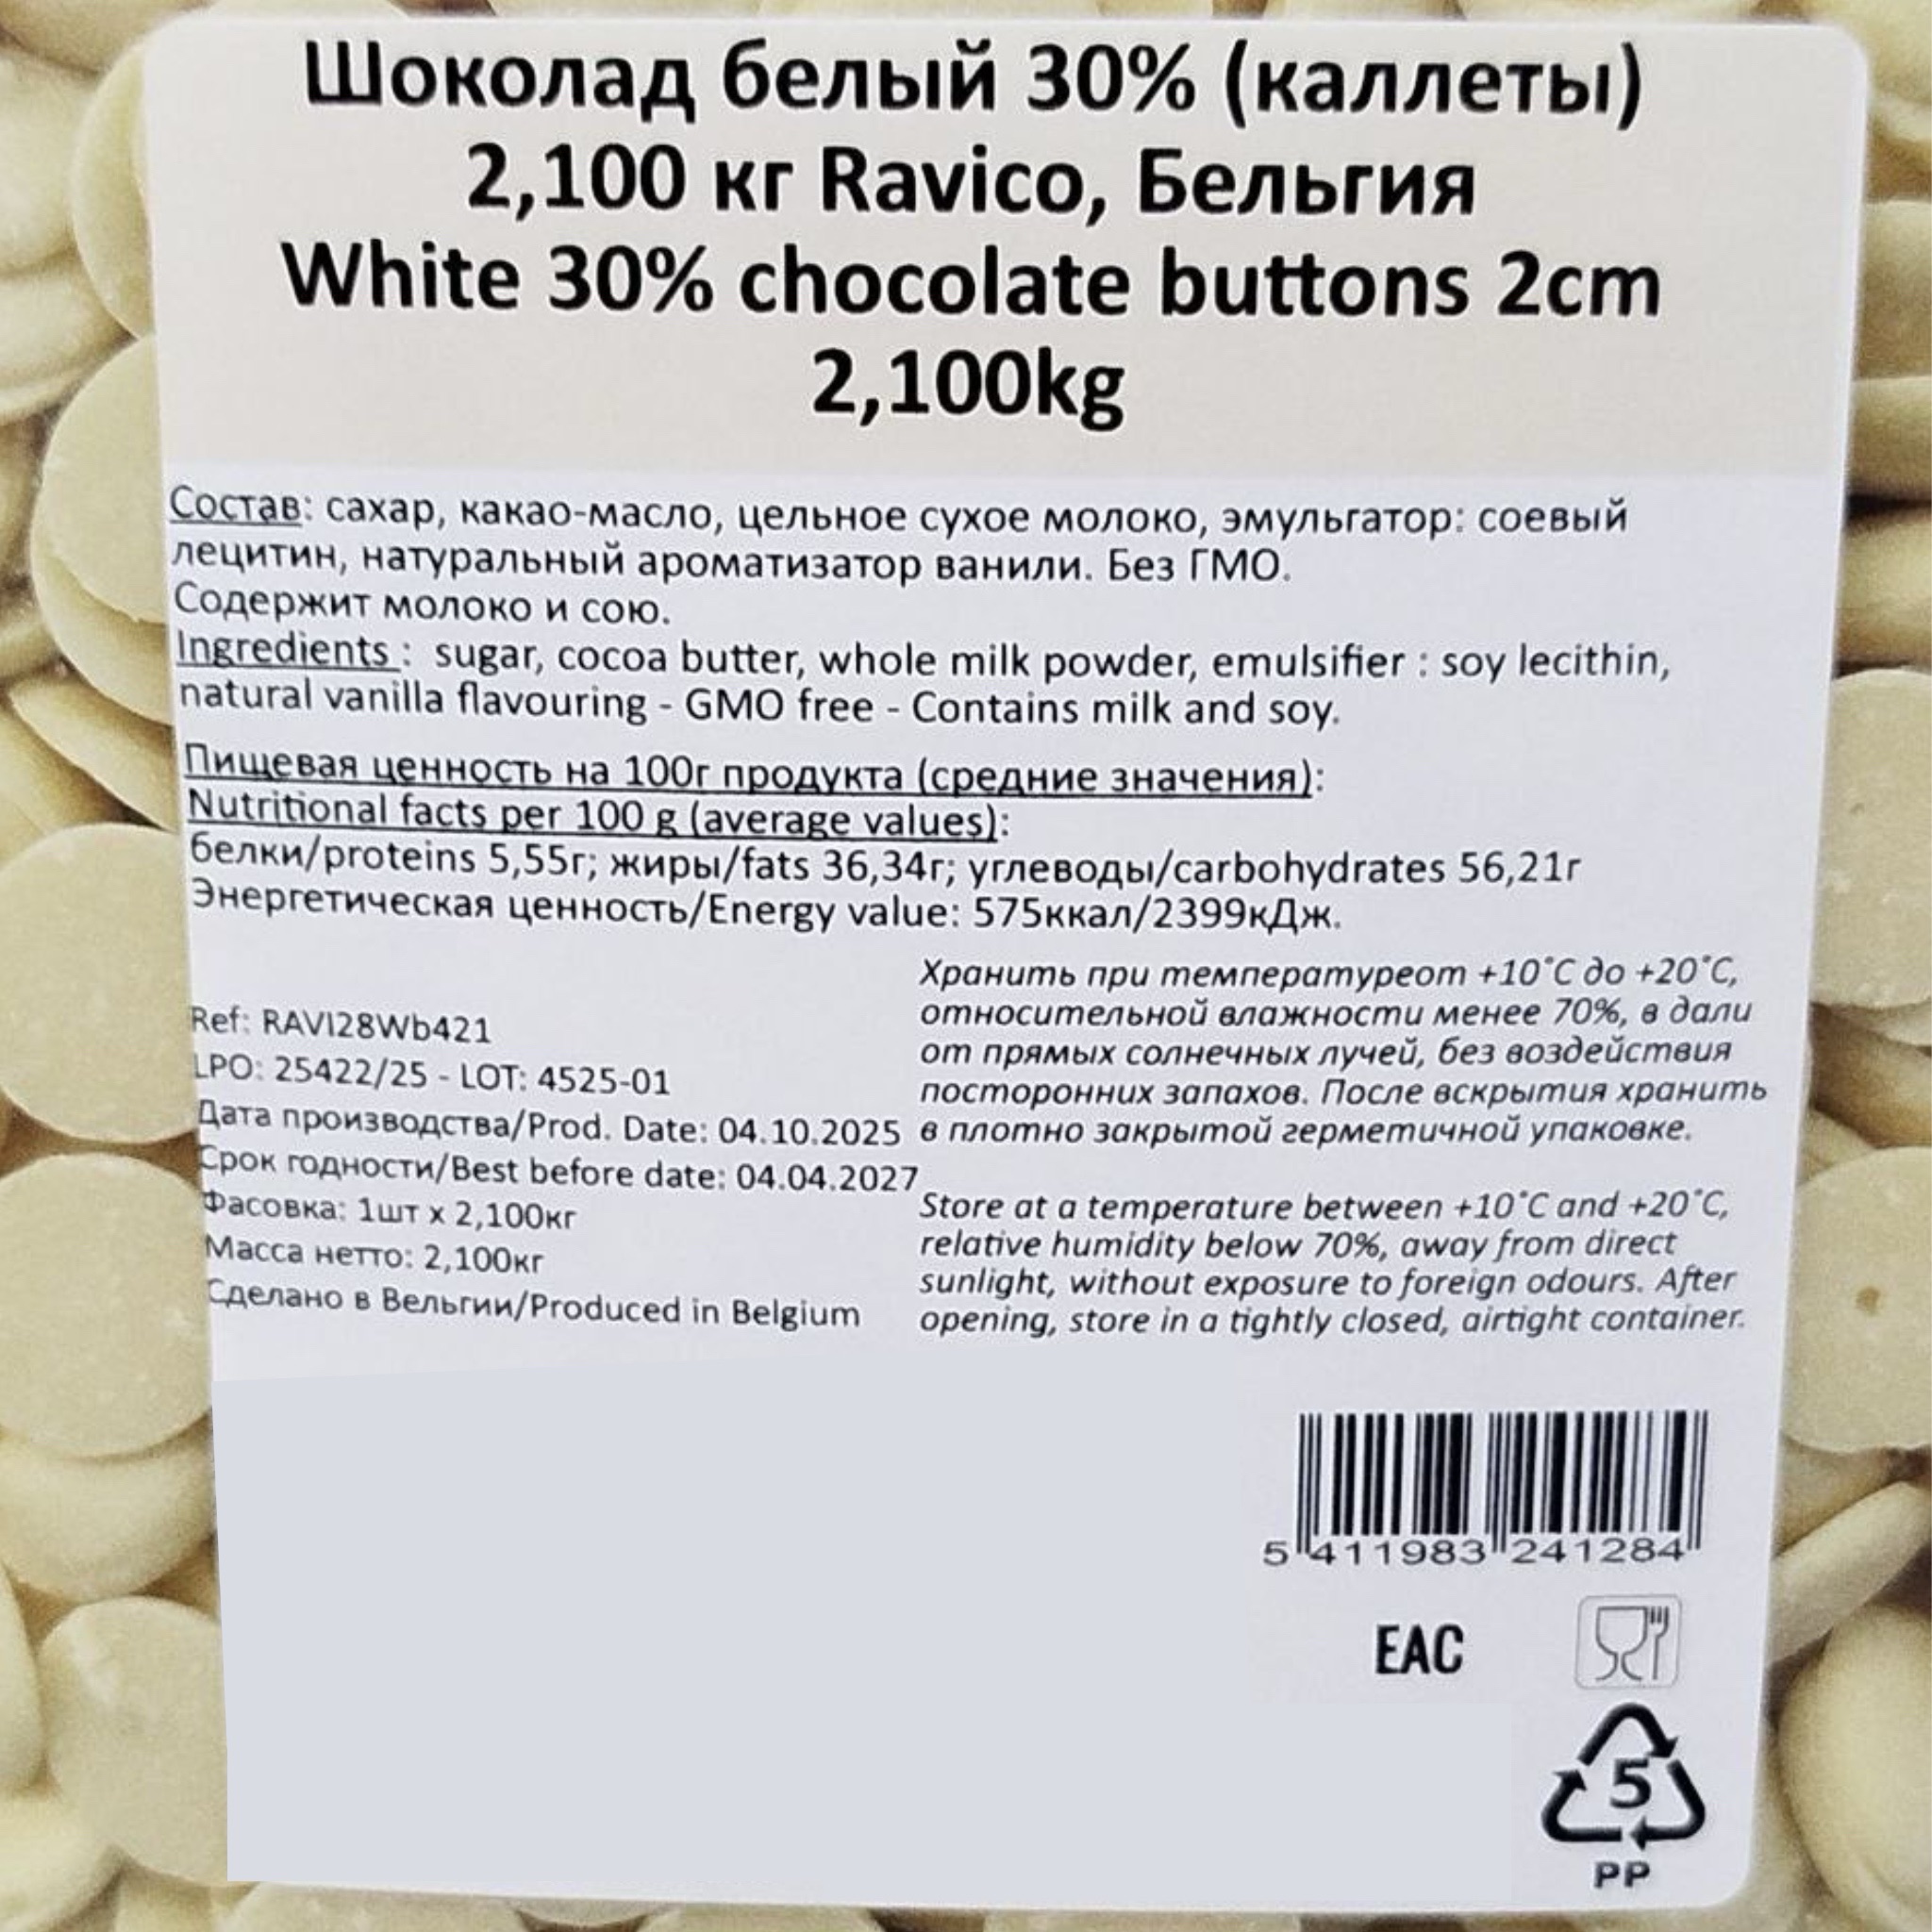 Шоколад белый 30% (каллеты)
2,100 кг Ravico, Бельгия
White 30% chocolate buttons 2cm
2,100kg
Состав: сахар, какао-масло, цельное сухое молоко, эмульгатор: соевый
лецитин, натуральный ароматизатор ванили. Без ГМО.
Содержит молоко и сою.
Ingredients : sugar, cocoa butter, whole milk powder, emulsifier : soy lecithin,
natural vanilla flavouring - GMO free - Contains milk and soy.
Пищевая ценность на 100г продукта (средние значения):
Nutritional facts per 100 g (average values):
белки/proteins 5,55г; жиры/fats 36,34г; углеводы/carbohydrates 56,21г
Энергетическая ценность/Energy value: 575ккал/2399кДж.
Ref: RAVI28Wb421
LPO: 25422/25 - LOT: 4525-01
Дата производства/Prod. Date: 04.10.2025
Срок годности/Best before date: 04.04.2027
Фасовка: 1шт x 2,100кг
Масса нетто: 2,100кг
Сделано в Вельгии/Produced in Belgium
Хранить при температуреот +10°C до +20°C,
относительной влажности менее 70%, в дали
от прямых солнечных лучей, без воздействия
посторонних запахов. После вскрытия хранить
в плотно закрытой герметичной упаковке.
Store at a temperature between +10°C and +20°C,
relative humidity below 70%, away from direct
sunlight, without exposure to foreign odours. After
opening, store in a tightly closed, airtight container.
5 411983 241284
EAC
5
PP